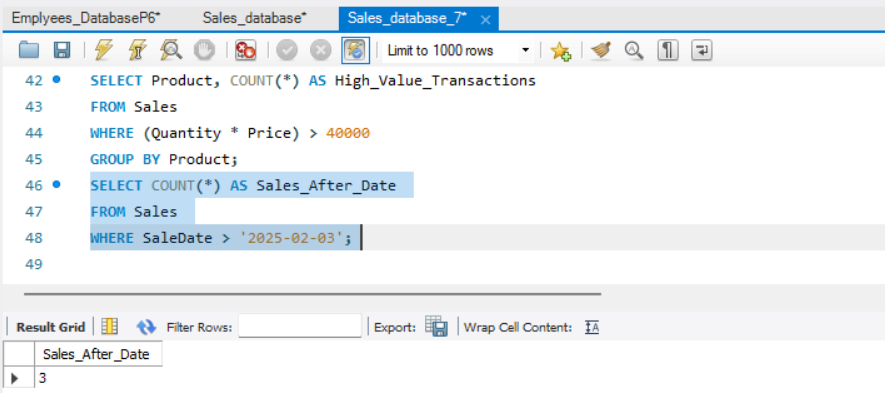 Emplyees_DatabaseP6* Sales_database* Sales_database_7*
Limit to 1000 rows
42 SELECT Product, COUNT(*) AS High_Value_Transactions
43 FROM Sales
44 WHERE (Quantity * Price) > 40000
45 GROUP BY Product;
46 SELECT COUNT(*) AS Sales_After_Date
47 FROM Sales
48 WHERE SaleDate > '2025-02-03';
49
Result Grid Filter Rows: Export: Wrap Cell Content: IA
Sales_After_Date
3